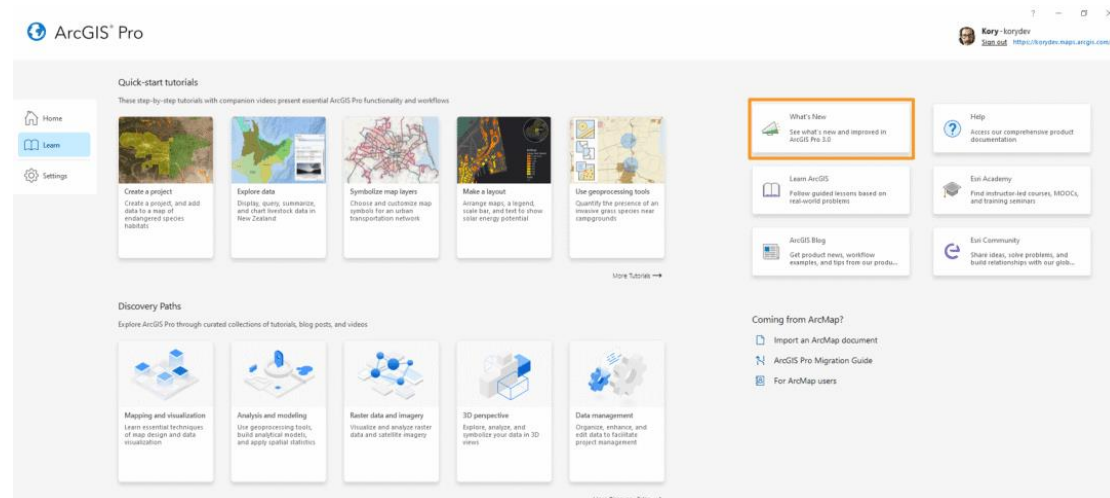 ArcGIS® Pro
?
Kory - korydev
Sign out https://korydev.maps.arcgis.com/
Home
Learn
Settings
Quick-start tutorials
These step-by-step tutorials with companion videos present essential ArcGIS Pro functionality and workflows
Create a project
Create a project, and add
data to a map of
endangered species
habitats
Explore data
Display, query, summarize,
and chart livestock data in
New Zealand
Symbolize map layers
Choose and customize map
symbols for an urban
transportation network
Make a layout
Arrange maps, a legend,
scale bar, and text to show
solar energy potential
Use geoprocessing tools
Quantify the presence of an
invasive grass species near
campgrounds
More Tutorials
Discovery Paths
Explore ArcGIS Pro through curated collections of tutorials, blog posts, and videos
Mapping and visualization
Learn essential techniques
of map design and data
visualization
Analysis and modeling
Use geoprocessing tools,
build analytical models,
and apply spatial statistics
Raster data and imagery
Visualize and analyze raster
data and satellite imagery
3D perspective
Explore, analyze, and
symbolize your data in 3D
views
Data management
Organize, enhance, and
edit data to facilitate
project management
What's New
See what's new and improved in
ArcGIS Pro 3.0
Help
Access our comprehensive product
documentation
Learn ArcGIS
Follow guided lessons based on
real-world problems
Esri Academy
Find instructor-led courses, MOOCs,
and training seminars
ArcGIS Blog
Get product news, workflow
examples, and tips from our produ...
Esri Community
Share ideas, solve problems, and
build relationships with our glob...
Coming from ArcMap?
Import an ArcMap document
ArcGIS Pro Migration Guide
For ArcMap users